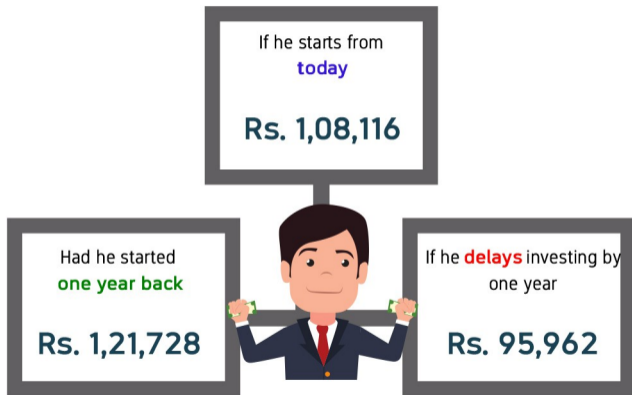 If he starts from
today
Rs. 1,08,116
Had he started
one year back
Rs. 1,21,728
If he delays investing by
one year
Rs. 95,962